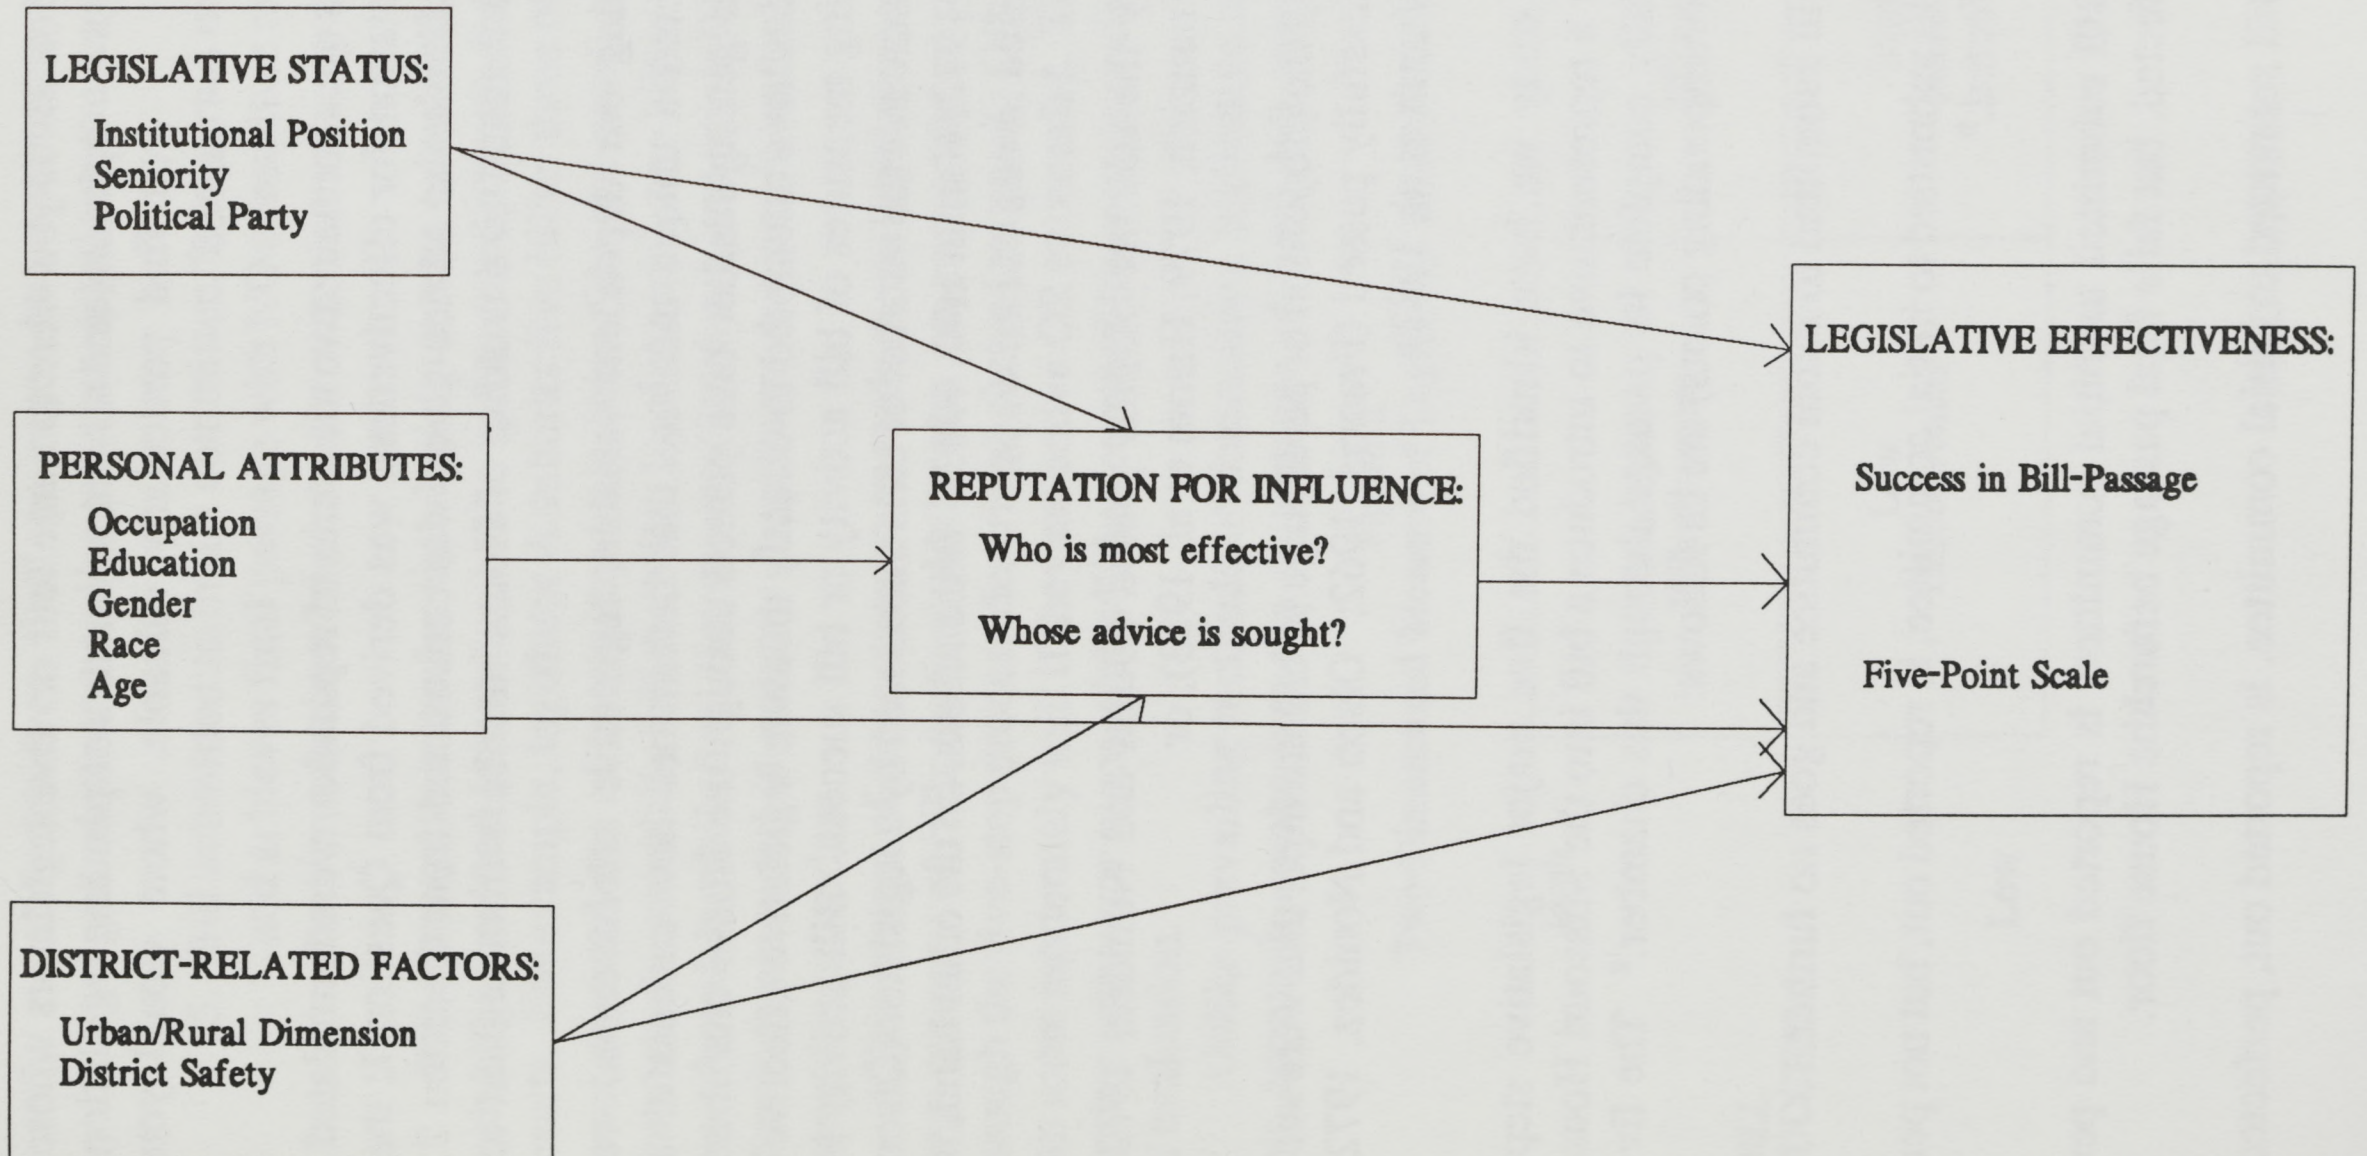 LEGISLATIVE STATUS:
Institutional Position
Seniority
Political Party
PERSONAL ATTRIBUTES:
Occupation
Education
Gender
Race
Age
DISTRICT-RELATED FACTORS:
Urban/Rural Dimension
District Safety
REPUTATION FOR INFLUENCE:
Who is most effective?
Whose advice is sought?
LEGISLATIVE EFFECTIVENESS:
Success in Bill-Passage
Five-Point Scale